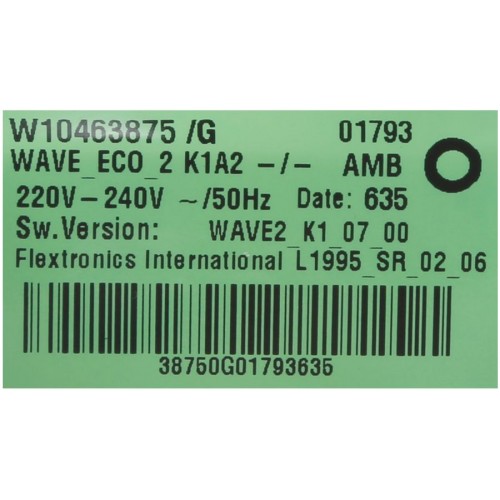 W10463875 /G 01793
WAVE_ECO_2 K1A2 -/- AMB
220V-240V ~/50Hz Date: 635
Sw.Version: WAVE2_K1_07_00
Flextronics International L1995_SR_02_06
38750G01793635